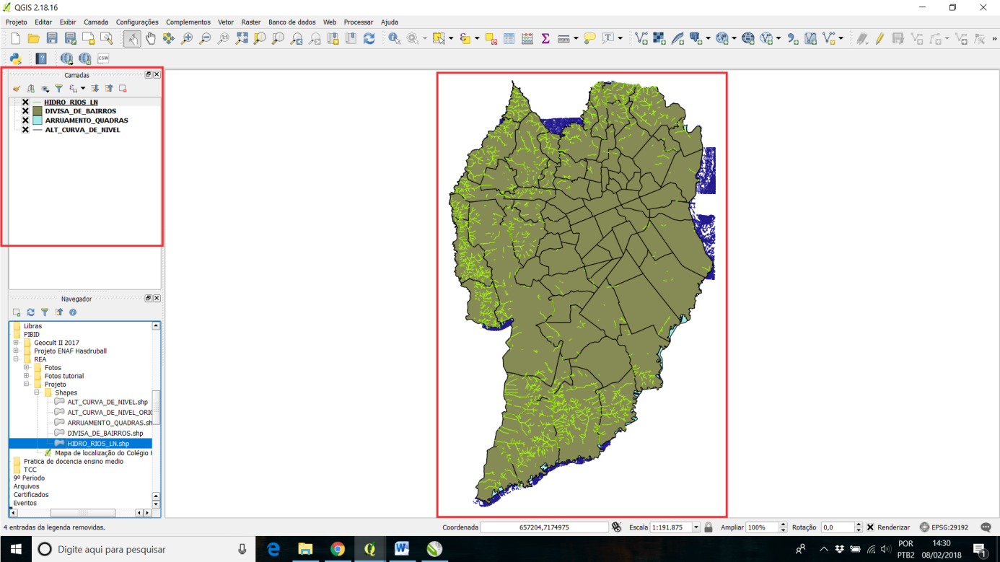 QGIS 2.18.16
Projeto Editar Exibir Camada Configurações Complementos Vetor Raster Banco de dados Web Processar Ajuda
CSW
Camadas
HIDRO_RIOS_LN
DIVISA_DE_BAIRROS
ARRUAMENTO_QUADRAS
ALT_CURVA_DE_NIVEL
Navegador
Libras
PIBID
Geocult II 2017
Projeto ENAF Hasdruball
REA
Fotos
Fotos tutorial
Projeto
Shapes
ALT_CURVA_DE_NIVEL.shp
ALT_CURVA_DE_NIVEL_ORIG
ARRUAMENTO_QUADRAS.sh
DIVISA_DE_BAIRROS.shp
HIDRO_RIOS_LN.shp
Mapa de localização do Colégio H
Pratica de docencia ensino medio
TCC
9º Periodo
Arquivos
Certificados
Eventos
4 entradas da legenda removidas.
Coordenada 657204,7174975 Escala 1:191.875 Ampliar 100% Rotação 0,0 Renderizar EPSG:29192
Digite aqui para pesquisar
POR
PTB2
14:30
08/02/2018
1